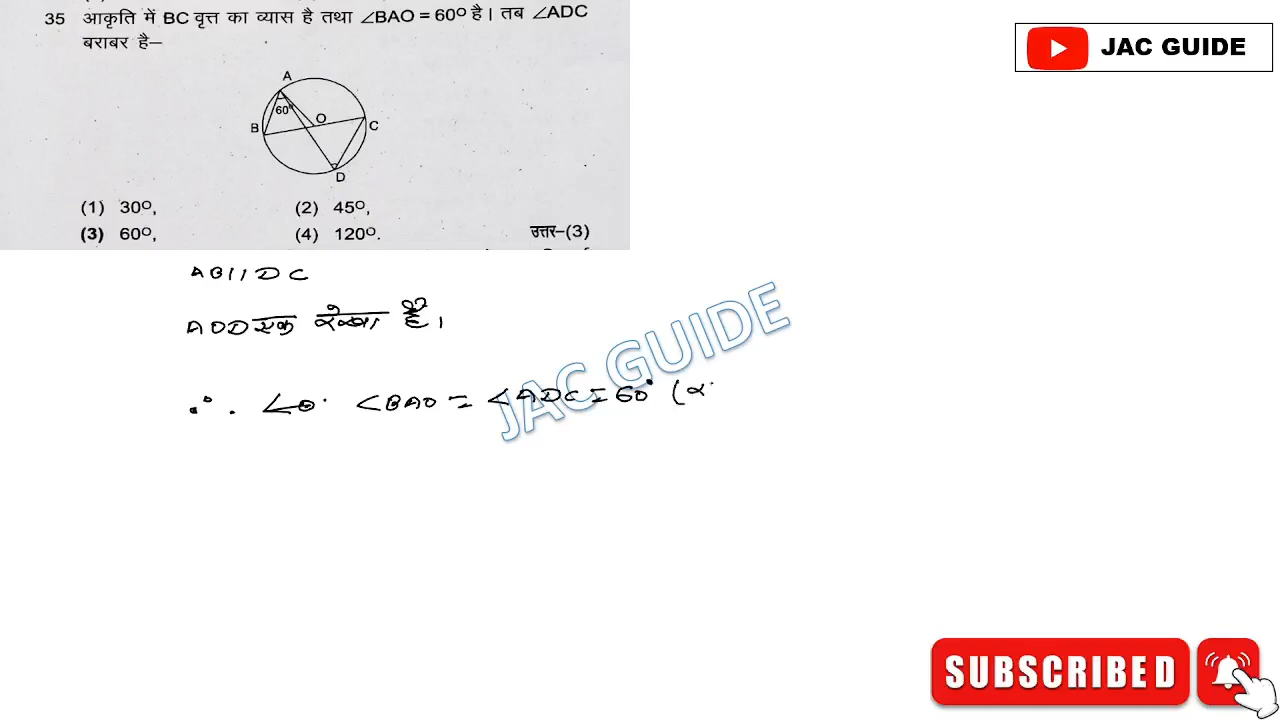 35 आकृति में BC वृत्त का व्यास है तथा ∠BAO = 60° है। तब ∠ADC
बराबर है–
A
60°
O
B
C
D
(1) 30°,
(2) 45°,
(3) 60°,
(4) 120°.
उत्तर–(3)
AB//DC
AOD एक रेखा है।
∴ ∠O. ∠BAO = ∠ADC = 60° (
JAC GUIDE
JAC GUIDE
SUBSCRIBED